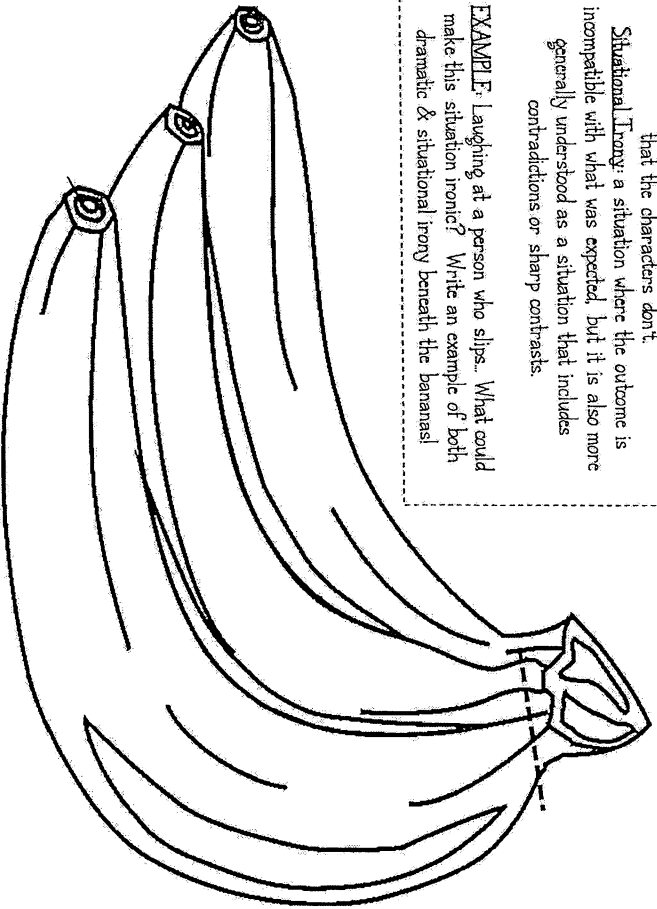 that the characters don't.
Situational Irony: a situation where the outcome is
incompatible with what was expected, but it is also more
generally understood as a situation that includes
contradictions or sharp contrasts.
EXAMPLE: Laughing at a person who slips... What could
make this situation ironic? Write an example of both
dramatic & situational irony beneath the bananas!